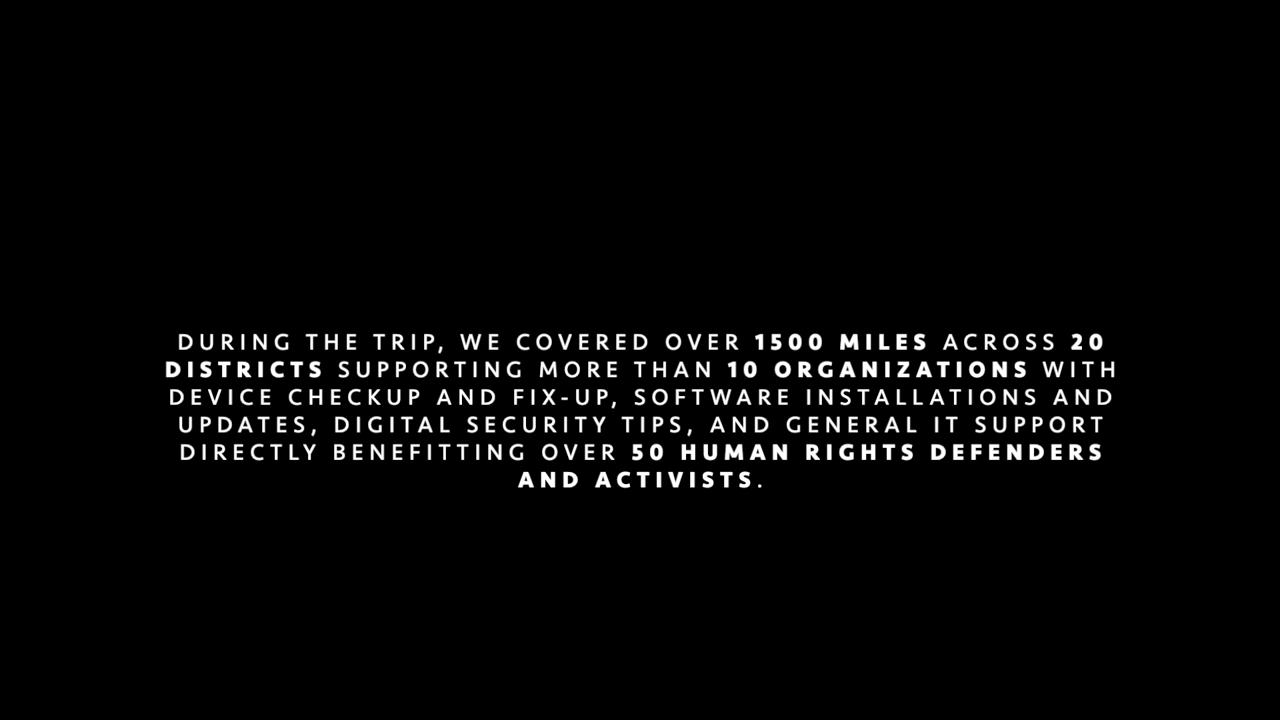 DURING THE TRIP, WE COVERED OVER 1500 MILES ACROSS 20
DISTRICTS SUPPORTING MORE THAN 10 ORGANIZATIONS WITH
DEVICE CHECKUP AND FIX-UP, SOFTWARE INSTALLATIONS AND
UPDATES, DIGITAL SECURITY TIPS, AND GENERAL IT SUPPORT
DIRECTLY BENEFITTING OVER 50 HUMAN RIGHTS DEFENDERS
AND ACTIVISTS.